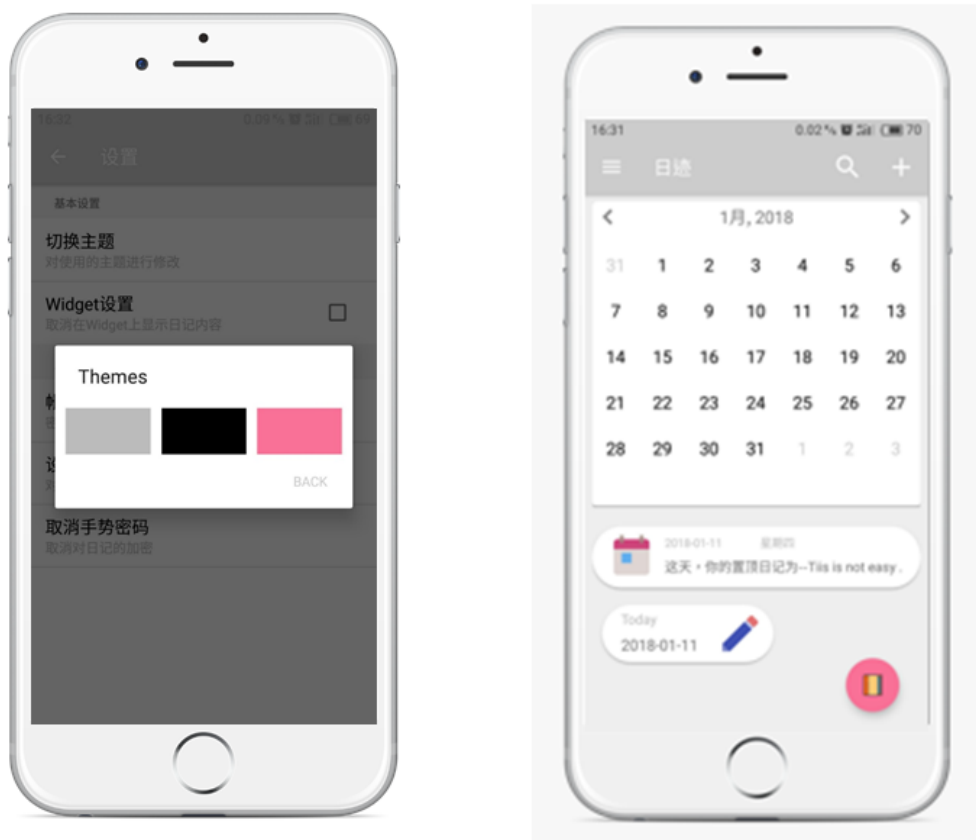 16:32 0.09% 69
设置
基本设置
切换主题
对使用的主题进行修改
Widget设置
取消在Widget上显示日记内容
Themes
BACK
取消手势密码
取消对日记的加密
16:31 0.02% 70
日迹
1月, 2018
31 1 2 3 4 5 6
7 8 9 10 11 12 13
14 15 16 17 18 19 20
21 22 23 24 25 26 27
28 29 30 31 1 2 3
2018-01-11 星期四
这天，你的置顶日记为--Tiis is not easy .
Today
2018-01-11